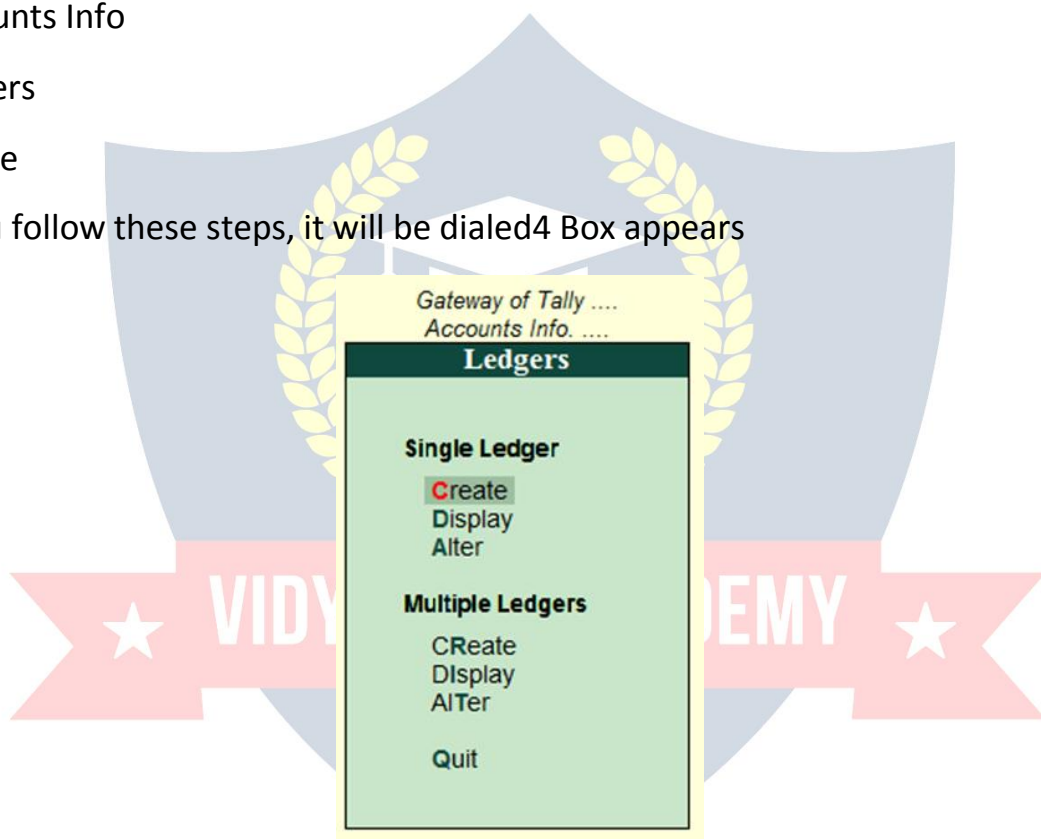 unts Info
ers
e
follow these steps, it will be dialed4 Box appears
Gateway of Tally ....
Accounts Info. ....
Ledgers
Single Ledger
Create
Display
Alter
Multiple Ledgers
CReate
DIsplay
AlTer
Quit
VIDY DEMY